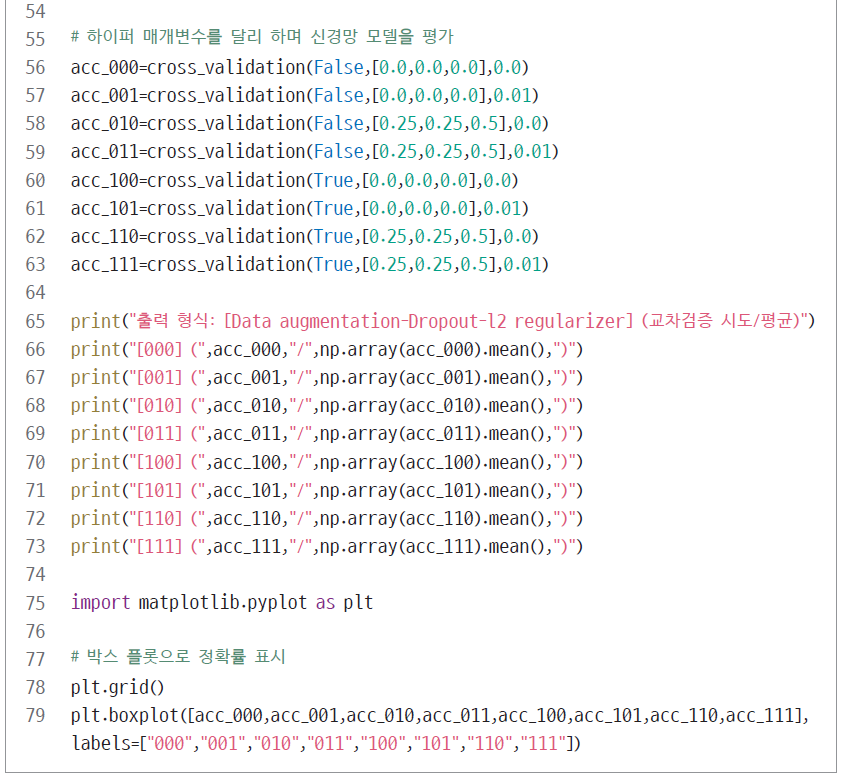 54
55 # 하이퍼 매개변수를 달리 하며 신경망 모델을 평가
56 acc_000=cross_validation(False,[0.0,0.0,0.0],0.0)
57 acc_001=cross_validation(False,[0.0,0.0,0.0],0.01)
58 acc_010=cross_validation(False,[0.25,0.25,0.5],0.0)
59 acc_011=cross_validation(False,[0.25,0.25,0.5],0.01)
60 acc_100=cross_validation(True,[0.0,0.0,0.0],0.0)
61 acc_101=cross_validation(True,[0.0,0.0,0.0],0.01)
62 acc_110=cross_validation(True,[0.25,0.25,0.5],0.0)
63 acc_111=cross_validation(True,[0.25,0.25,0.5],0.01)
64
65 print("출력 형식: [Data augmentation-Dropout-l2 regularizer] (교차검증 시도/평균)")
66 print("[000] (",acc_000,"/",np.array(acc_000).mean(),")")
67 print("[001] (",acc_001,"/",np.array(acc_001).mean(),")")
68 print("[010] (",acc_010,"/",np.array(acc_010).mean(),")")
69 print("[011] (",acc_011,"/",np.array(acc_011).mean(),")")
70 print("[100] (",acc_100,"/",np.array(acc_100).mean(),")")
71 print("[101] (",acc_101,"/",np.array(acc_101).mean(),")")
72 print("[110] (",acc_110,"/",np.array(acc_110).mean(),")")
73 print("[111] (",acc_111,"/",np.array(acc_111).mean(),")")
74
75 import matplotlib.pyplot as plt
76
77 # 박스 플롯으로 정확률 표시
78 plt.grid()
79 plt.boxplot([acc_000,acc_001,acc_010,acc_011,acc_100,acc_101,acc_110,acc_111],
labels=["000","001","010","011","100","101","110","111"])